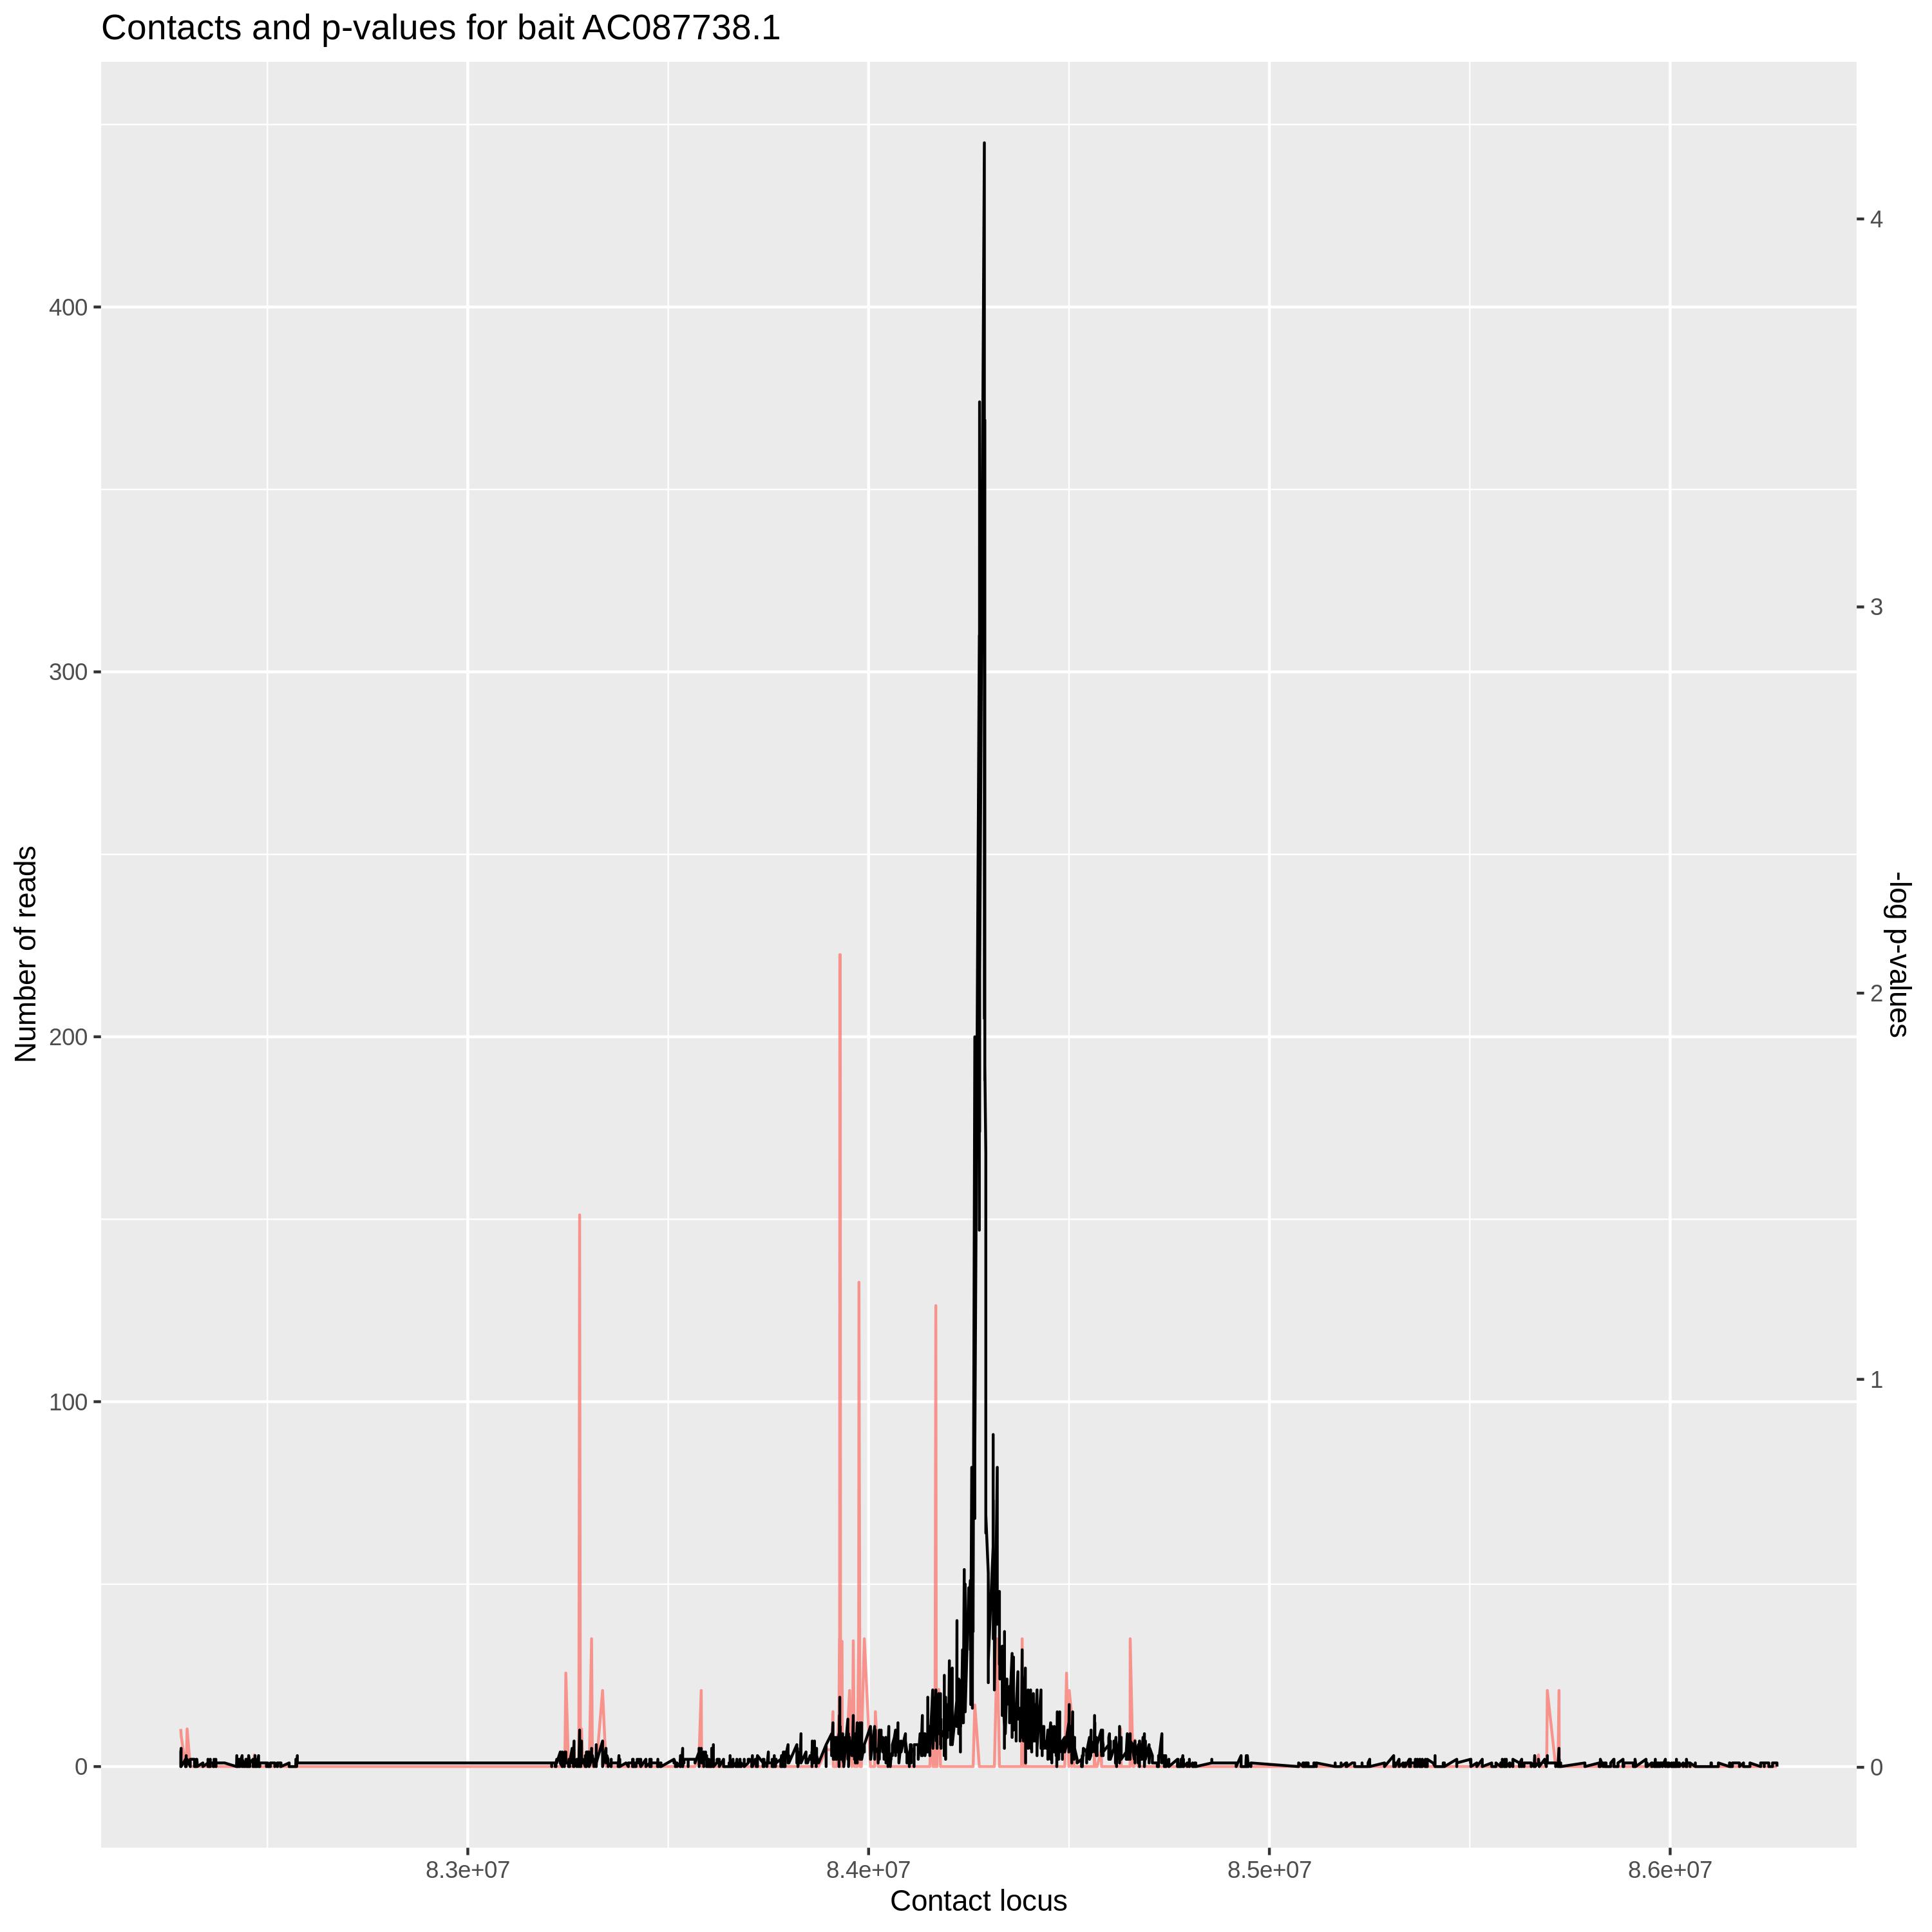 Contacts and p-values for bait AC087738.1
400
300
200
100
0
4
3
2
1
0
Number of reads
-log p-values
8.3e+07
8.4e+07
8.5e+07
8.6e+07
Contact locus